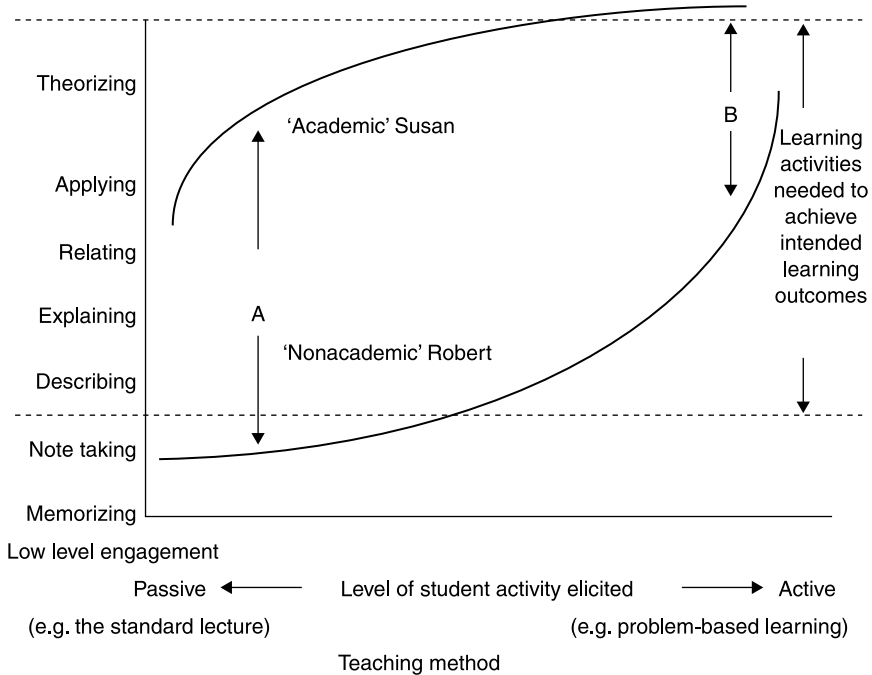 Theorizing
‘Academic’ Susan
B
Learning
activities
needed to
achieve
intended
learning
outcomes
Applying
Relating
Explaining
A
‘Nonacademic’ Robert
Describing
Note taking
Memorizing
Low level engagement
Passive Level of student activity elicited Active
(e.g. the standard lecture) (e.g. problem-based learning)
Teaching method